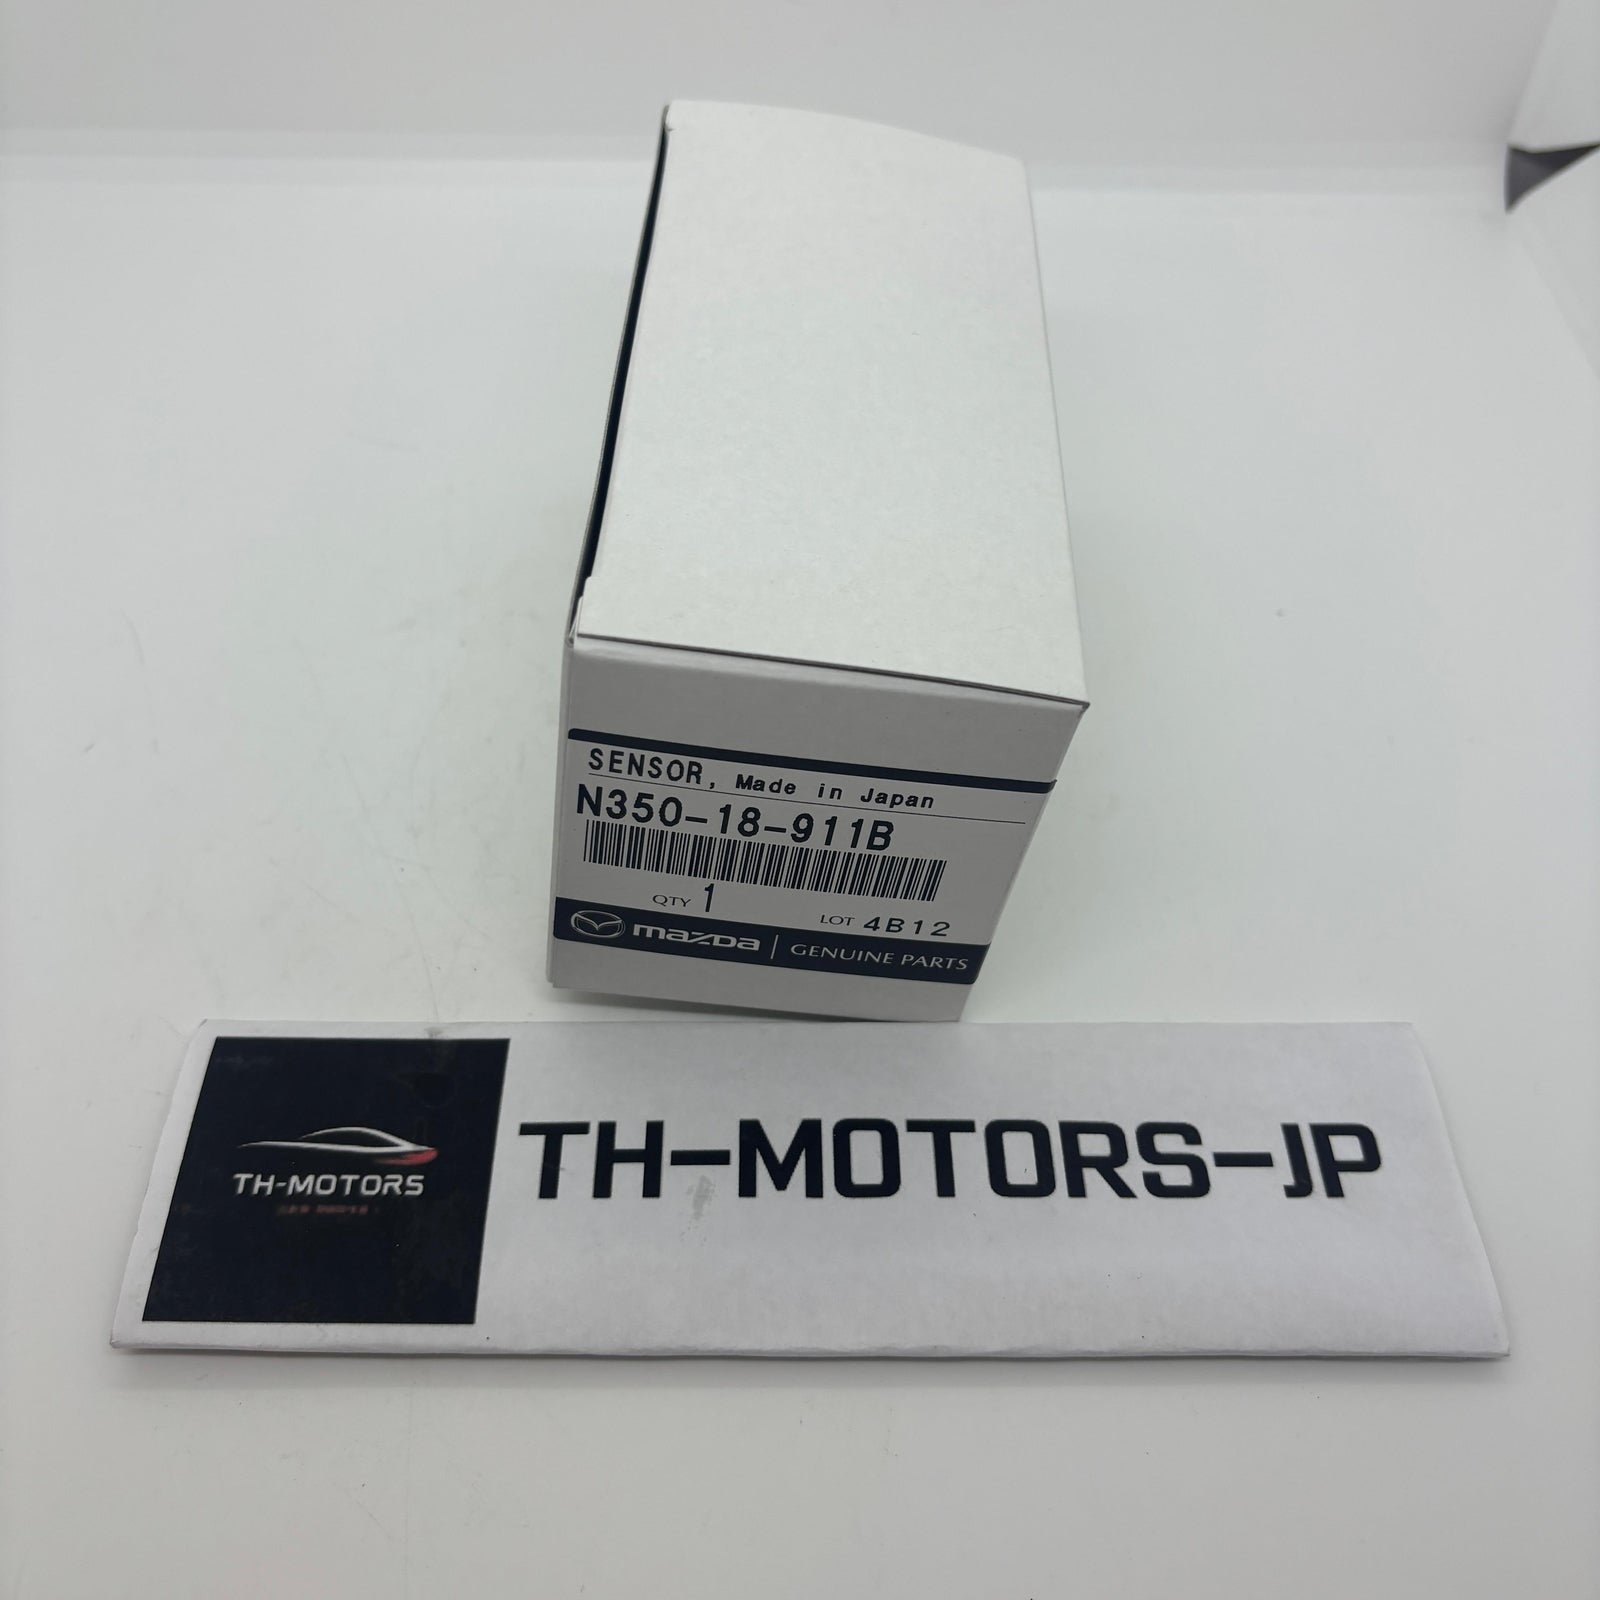 SENSOR, Made in Japan
N350-18-911B
QTY 1
LOT 4B12
mazda | GENUINE PARTS
TH-MOTORS
TH-MOTORS-JP